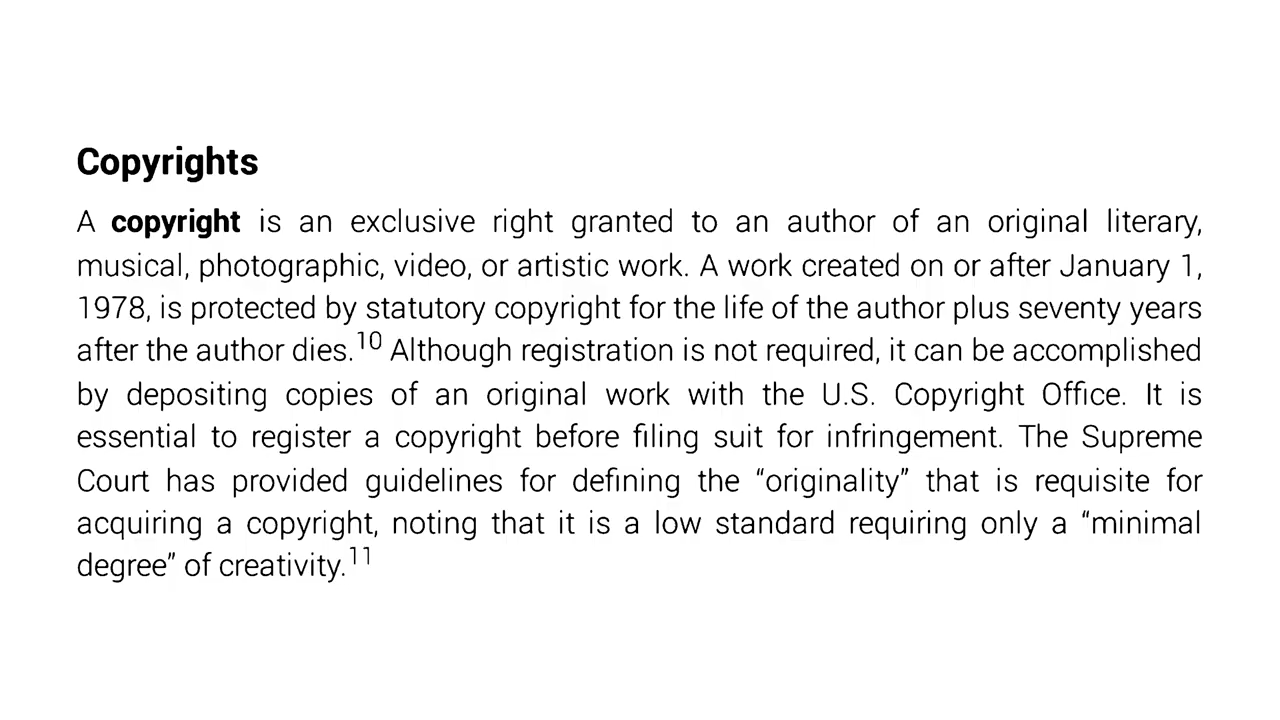 Copyrights
A copyright is an exclusive right granted to an author of an original literary,
musical, photographic, video, or artistic work. A work created on or after January 1,
1978, is protected by statutory copyright for the life of the author plus seventy years
after the author dies.10 Although registration is not required, it can be accomplished
by depositing copies of an original work with the U.S. Copyright Office. It is
essential to register a copyright before filing suit for infringement. The Supreme
Court has provided guidelines for defining the “originality” that is requisite for
acquiring a copyright, noting that it is a low standard requiring only a “minimal
degree” of creativity.11